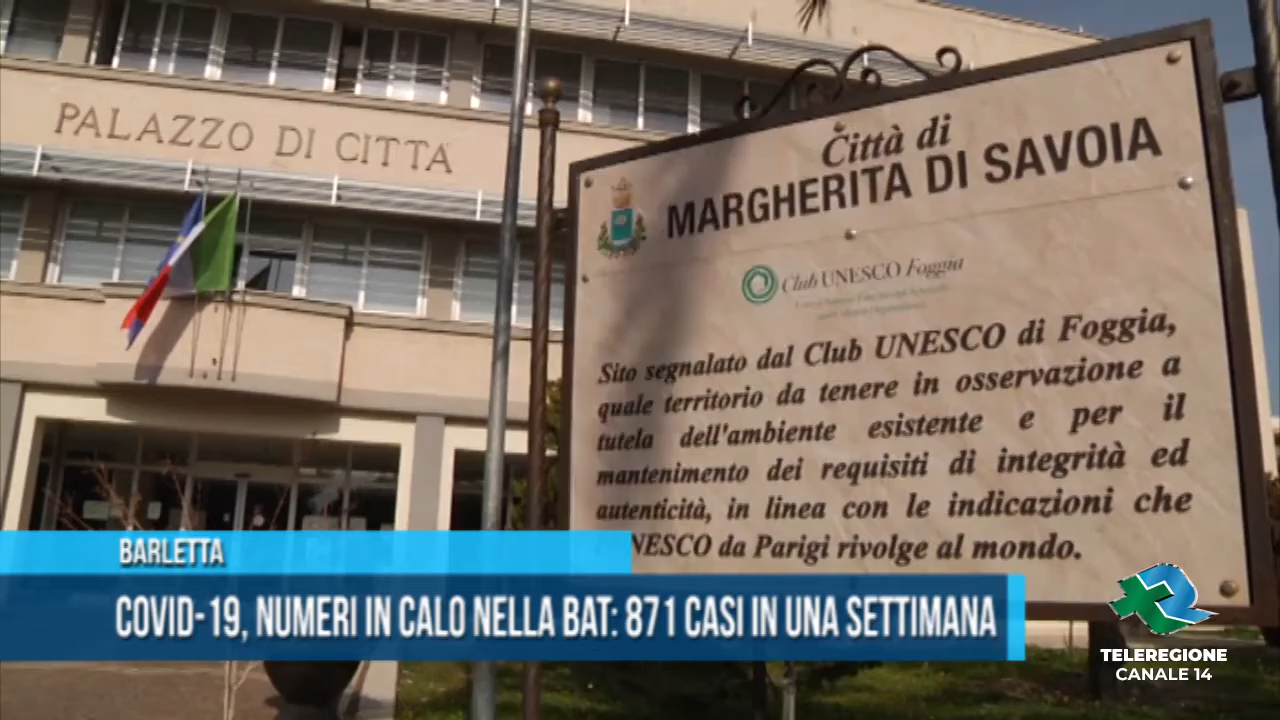 PALAZZO DI CITTÀ
Città di
MARGHERITA DI SAVOIA
Club UNESCO Foggia
Sito segnalato dal Club UNESCO di Foggia,
quale territorio da tenere in osservazione a
tutela dell'ambiente esistente e per il
mantenimento dei requisiti di integrità ed
autenticità, in linea con le indicazioni che
UNESCO da Parigi rivolge al mondo.
BARLETTA
COVID-19, NUMERI IN CALO NELLA BAT: 871 CASI IN UNA SETTIMANA
TELEREGIONE
CANALE 14